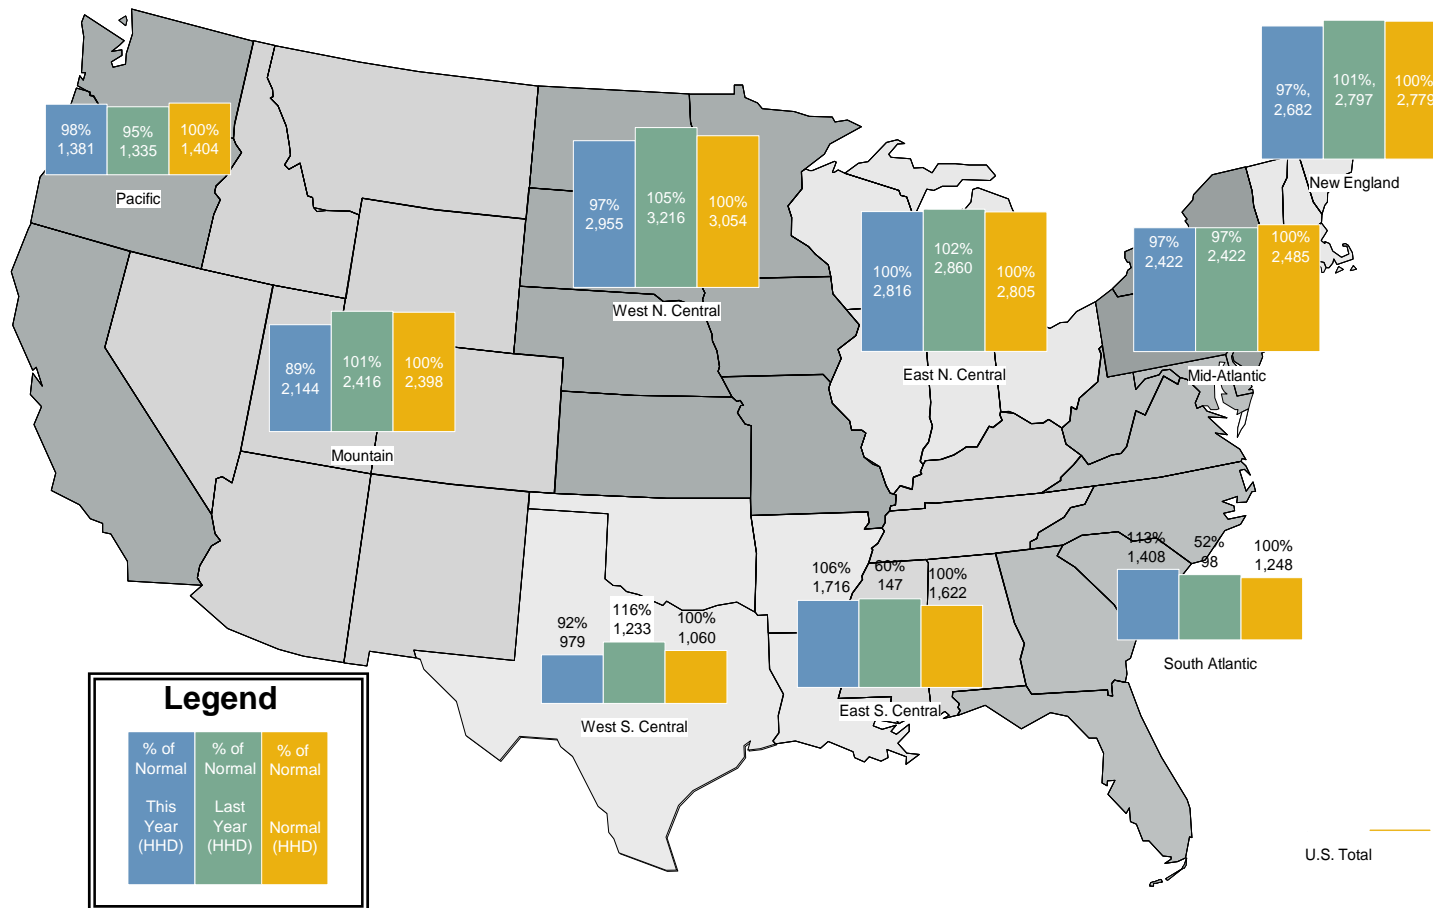 97%,
2,682
101%,
2,797
100%
2,779
New England
98%
1,381
95%
1,335
100%
1,404
Pacific
97%
2,955
105%
3,216
100%
3,054
West N. Central
100%
2,816
102%
2,860
100%
2,805
East N. Central
97%
2,422
97%
2,422
100%
2,485
Mid-Atlantic
89%
2,144
101%
2,416
100%
2,398
Mountain
113%
1,408
52%
98
100%
1,248
South Atlantic
106%
1,716
60%
147
100%
1,622
East S. Central
92%
979
116%
1,233
100%
1,060
West S. Central
Legend
% of
Normal
This
Year
(HHD)
% of
Normal
Last
Year
(HHD)
% of
Normal
Normal
(HHD)
U.S. Total